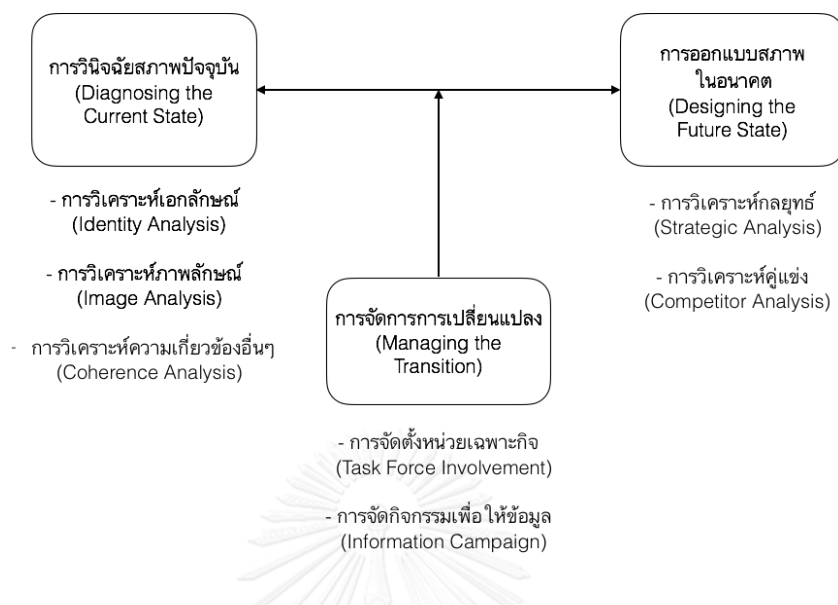 การวินิจฉัยสภาพปัจจุบัน
(Diagnosing the
Current State)
- การวิเคราะห์เอกลักษณ์
(Identity Analysis)
- การวิเคราะห์ภาพลักษณ์
(Image Analysis)
- การวิเคราะห์ความเกี่ยวข้องอื่นๆ
(Coherence Analysis)
การจัดการการเปลี่ยนแปลง
(Managing the
Transition)
- การจัดตั้งหน่วยเฉพาะกิจ
(Task Force Involvement)
- การจัดกิจกรรมเพื่อให้ข้อมูล
(Information Campaign)
การออกแบบสภาพ
ในอนาคต
(Designing the
Future State)
- การวิเคราะห์กลยุทธ์
(Strategic Analysis)
- การวิเคราะห์คู่แข่ง
(Competitor Analysis)